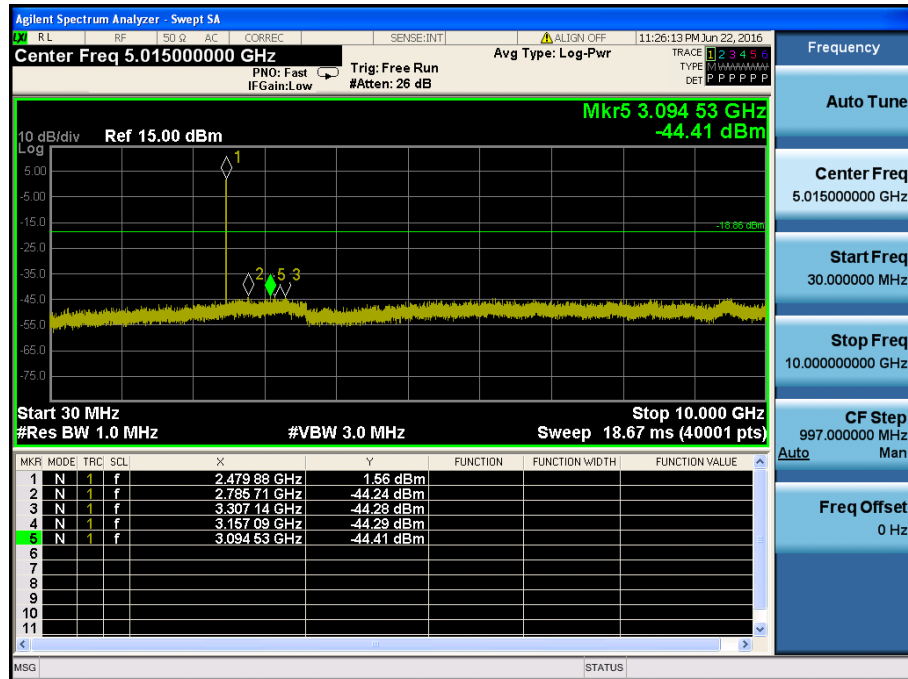 Agilent Spectrum Analyzer - Swept SA
LXI RL RF 50 Ω AC CORREC SENSE:INT ALIGN OFF 11:26:13 PM Jun 22, 2016
Center Freq 5.015000000 GHz
PNO: Fast
IFGain:Low
Trig: Free Run
#Atten: 26 dB
Avg Type: Log-Pwr
TRACE 1 2 3 4 5 6
TYPE M WWWWW
DET P P P P P P
Mkr5 3.094 53 GHz
-44.41 dBm
10 dB/div Ref 15.00 dBm
Log
5.00
-5.00
-15.0
-25.0
-35.0
-45.0
-55.0
-65.0
-75.0
1
-18.86 dBm
2 5 3
Start 30 MHz Stop 10.000 GHz
#Res BW 1.0 MHz #VBW 3.0 MHz Sweep 18.67 ms (40001 pts)
MKR MODE TRC SCL X Y FUNCTION FUNCTION WIDTH FUNCTION VALUE
1 N 1 f 2.479 88 GHz 1.56 dBm
2 N 1 f 2.785 71 GHz -44.24 dBm
3 N 1 f 3.307 14 GHz -44.28 dBm
4 N 1 f 3.157 09 GHz -44.29 dBm
5 N 1 f 3.094 53 GHz -44.41 dBm
6
7
8
9
10
11
MSG STATUS
Frequency
Auto Tune
Center Freq
5.015000000 GHz
Start Freq
30.000000 MHz
Stop Freq
10.000000000 GHz
CF Step
997.000000 MHz
Auto Man
Freq Offset
0 Hz